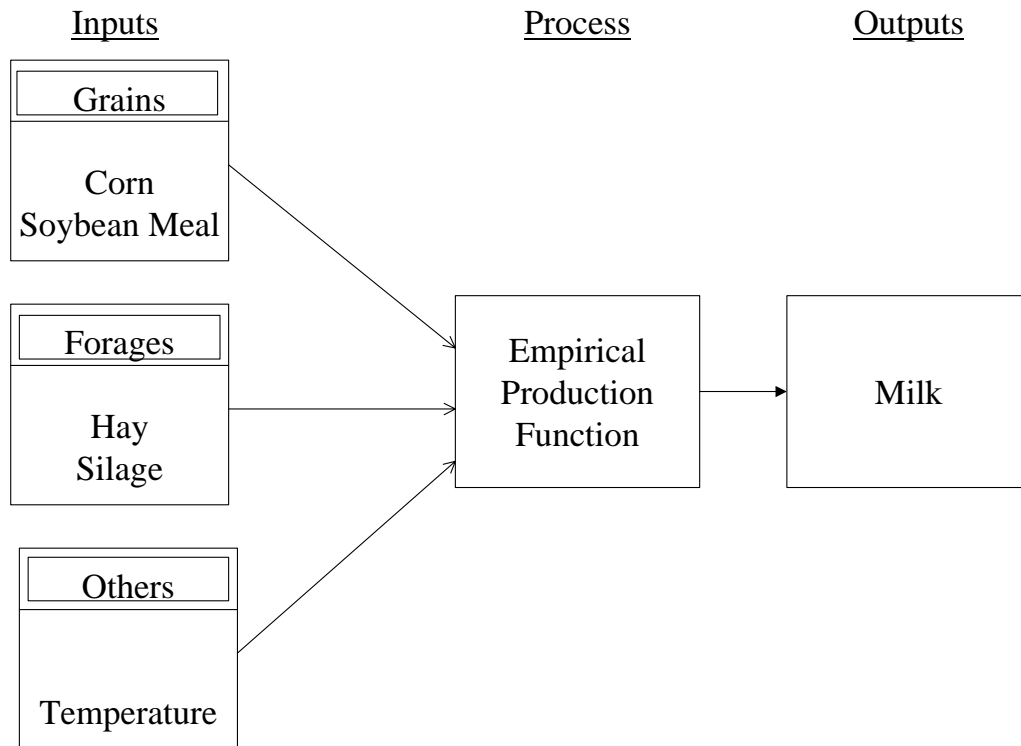 Inputs
Process
Outputs
Grains
Corn
Soybean Meal
Forages
Hay
Silage
Others
Temperature
Empirical
Production
Function
Milk